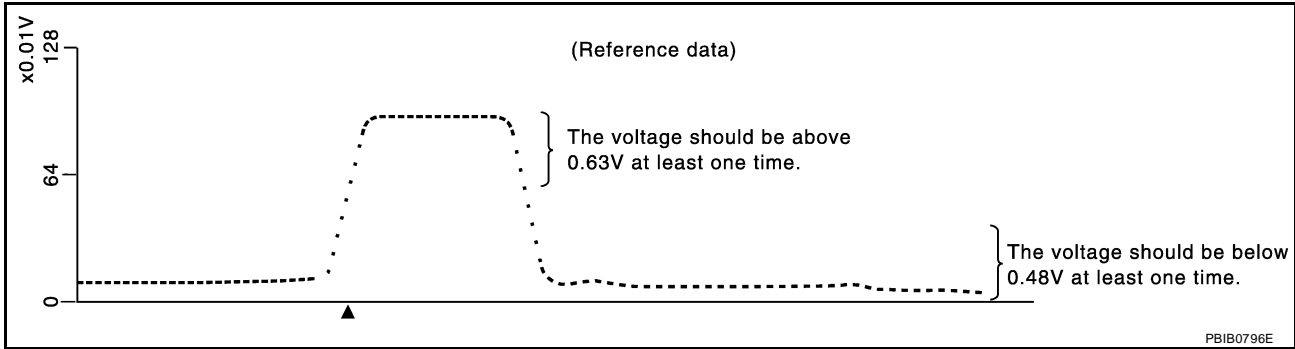 x0.01V
128
64
0
(Reference data)
The voltage should be above
0.63V at least one time.
The voltage should be below
0.48V at least one time.
PBIB0796E